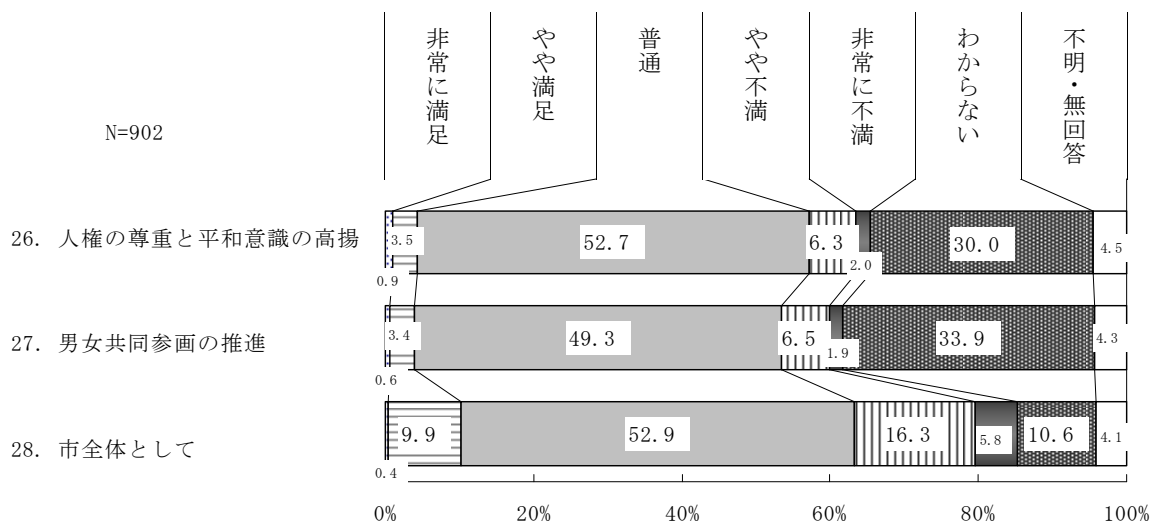 非常に満足
やや満足
普通
やや不満
非常に不満
わからない
不明・無回答
N=902
26. 人権の尊重と平和意識の高揚
0.9
3.5
52.7
6.3
2.0
30.0
4.5
27. 男女共同参画の推進
0.6
3.4
49.3
6.5
1.9
33.9
4.3
28. 市全体として
0.4
9.9
52.9
16.3
5.8
10.6
4.1
0% 20% 40% 60% 80% 100%